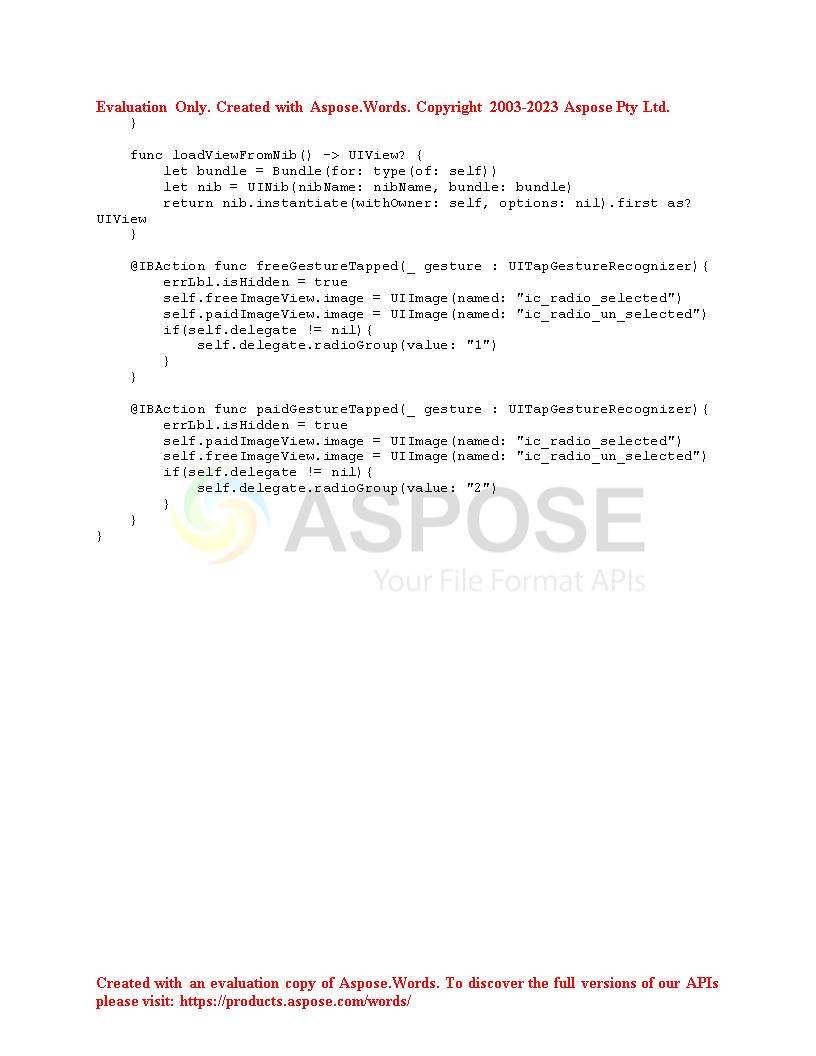 Evaluation Only. Created with Aspose.Words. Copyright 2003-2023 Aspose Pty Ltd.
    }

    func loadViewFromNib() -> UIView? {
        let bundle = Bundle(for: type(of: self))
        let nib = UINib(nibName: nibName, bundle: bundle)
        return nib.instantiate(withOwner: self, options: nil).first as?
UIView
    }

    @IBAction func freeGestureTapped(_ gesture : UITapGestureRecognizer){
        errLbl.isHidden = true
        self.freeImageView.image = UIImage(named: "ic_radio_selected")
        self.paidImageView.image = UIImage(named: "ic_radio_un_selected")
        if(self.delegate != nil){
            self.delegate.radioGroup(value: "1")
        }
    }

    @IBAction func paidGestureTapped(_ gesture : UITapGestureRecognizer){
        errLbl.isHidden = true
        self.paidImageView.image = UIImage(named: "ic_radio_selected")
        self.freeImageView.image = UIImage(named: "ic_radio_un_selected")
        if(self.delegate != nil){
            self.delegate.radioGroup(value: "2")
        }
    }
}
ASPOSE
Your File Format APIs
Created with an evaluation copy of Aspose.Words. To discover the full versions of our APIs
please visit: https://products.aspose.com/words/